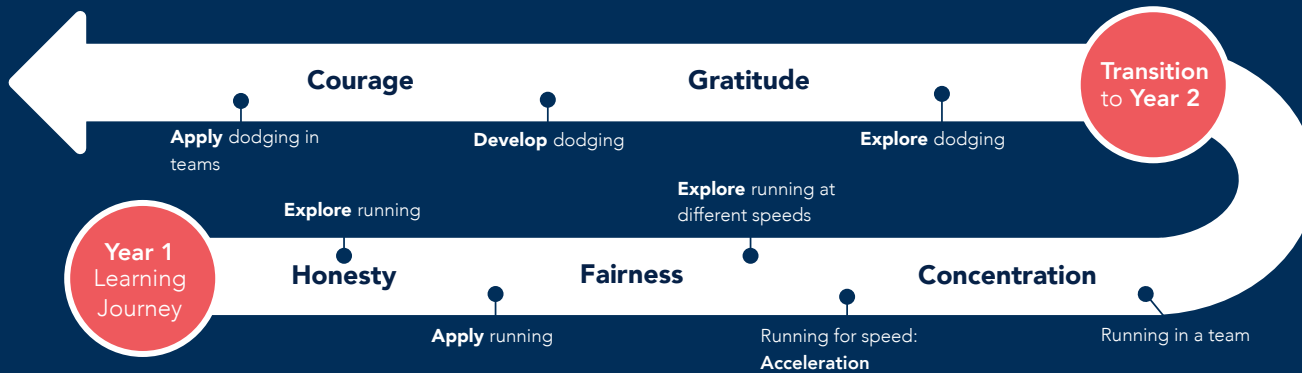 Courage
Gratitude
Transition
to Year 2
Apply dodging in
teams
Develop dodging
Explore dodging
Explore running
Explore running at
different speeds
Year 1
Learning
Journey
Honesty
Fairness
Concentration
Apply running
Running for speed:
Acceleration
Running in a team